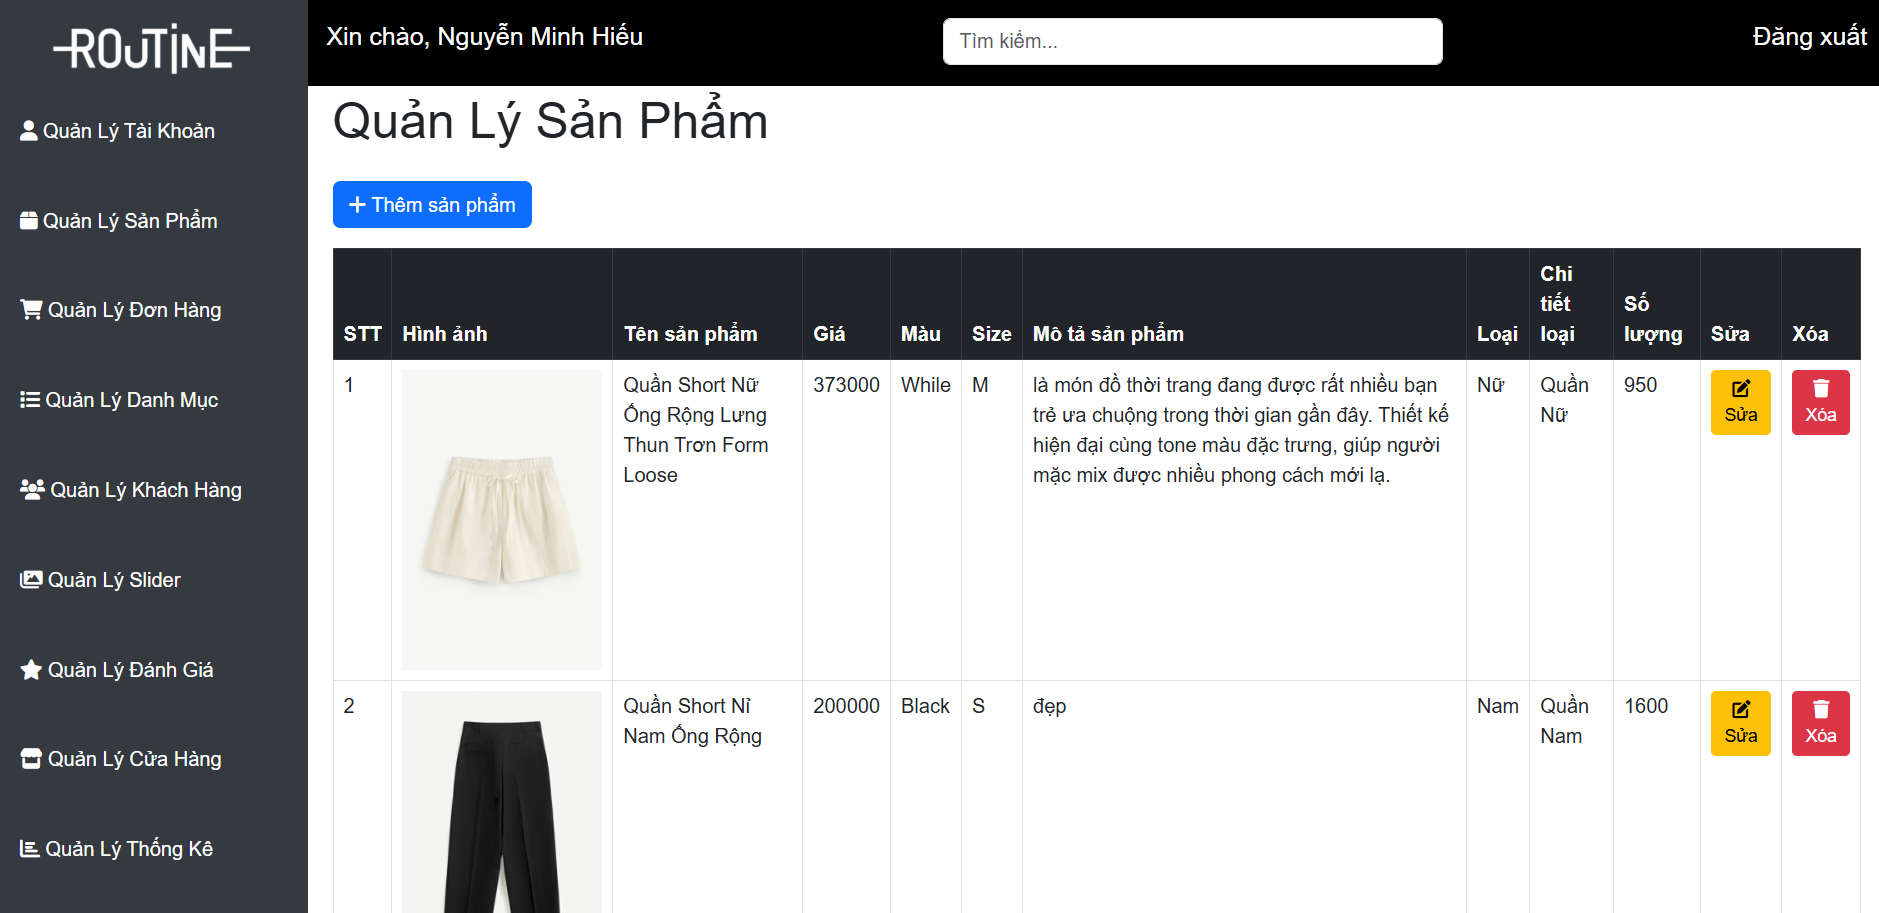 ROUTINE
Xin chào, Nguyễn Minh Hiếu
Tìm kiếm...
Đăng xuất
Quản Lý Tài Khoản
Quản Lý Sản Phẩm
Quản Lý Đơn Hàng
Quản Lý Danh Mục
Quản Lý Khách Hàng
Quản Lý Slider
Quản Lý Đánh Giá
Quản Lý Cửa Hàng
Quản Lý Thống Kê
Quản Lý Sản Phẩm
Thêm sản phẩm
STT
Hình ảnh
Tên sản phẩm
Giá
Màu
Size
Mô tả sản phẩm
Loại
Chi
tiết
loại
Số
lượng
Sửa
Xóa
1
Quần Short Nữ
Ống Rộng Lưng
Thun Trơn Form
Loose
373000
While
M
là món đồ thời trang đang được rất nhiều bạn
trẻ ưa chuộng trong thời gian gần đây. Thiết kế
hiện đại cùng tone màu đặc trưng, giúp người
mặc mix được nhiều phong cách mới lạ.
Nữ
Quần
Nữ
950
Sửa
Xóa
2
Quần Short Nỉ
Nam Ống Rộng
200000
Black
S
đẹp
Nam
Quần
Nam
1600
Sửa
Xóa